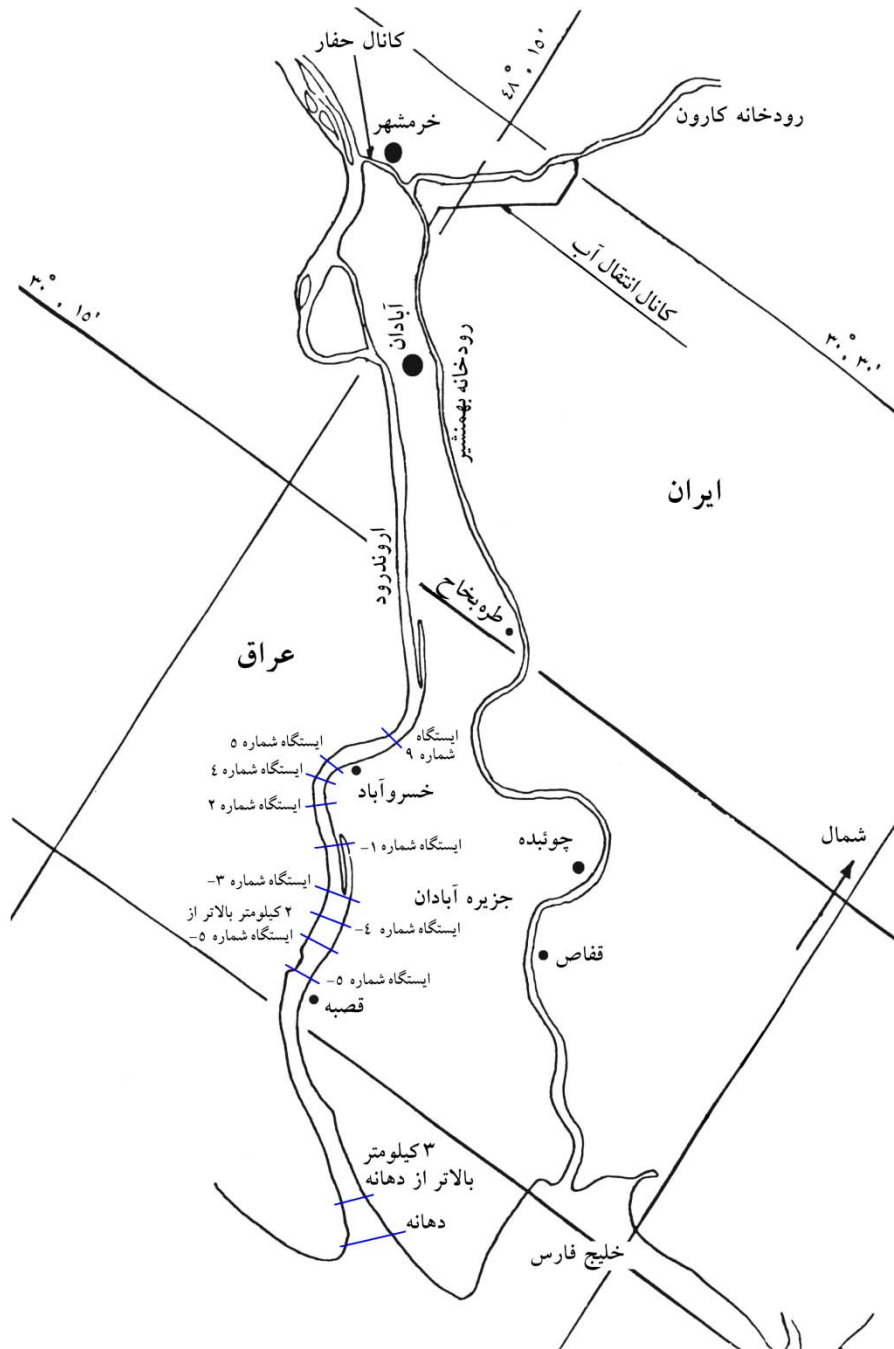 کانال حفار
۴۸° , ۱۵'
خرمشهر
رودخانه کارون
کانال انتقال آب
۳۰° , ۱۵'
۳۰° , ۳۰'
آبادان
رودخانه بهمنشیر
ایران
اروندرود
طره بخاح
عراق
ایستگاه
شماره ۹
ایستگاه شماره ۵
ایستگاه شماره ٤
خسروآباد
ایستگاه شماره ۲
شمال
چوئبده
ایستگاه شماره ۱-
ایستگاه شماره ۳-
جزیره آبادان
۲ کیلومتر بالاتر از
ایستگاه شماره ۵-
ایستگاه شماره ٤-
قفاص
ایستگاه شماره ۵-
قصبه
۳ کیلومتر
بالاتر از دهانه
دهانه
خلیج فارس